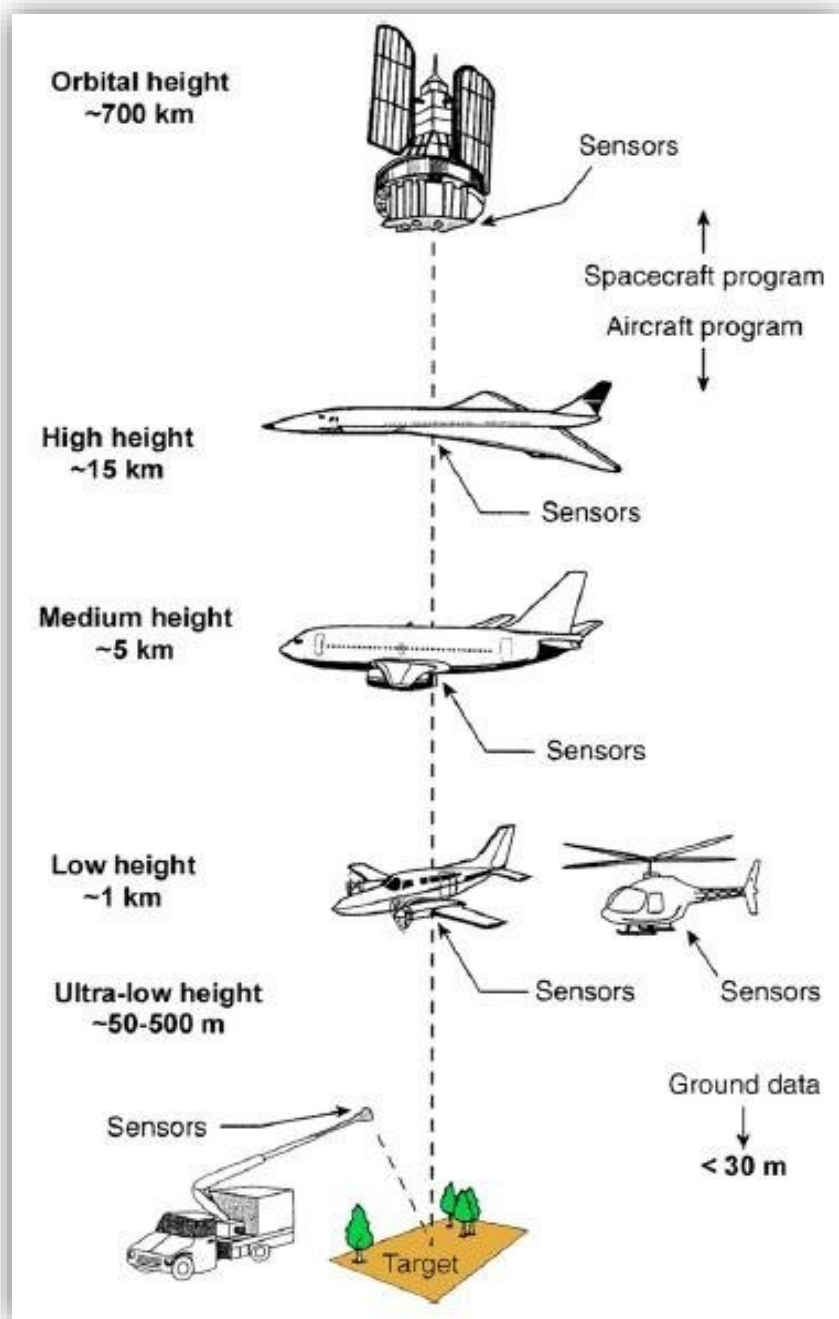 Orbital height
~700 km
Sensors
Spacecraft program
Aircraft program
High height
~15 km
Sensors
Medium height
~5 km
Sensors
Low height
~1 km
Sensors
Sensors
Ultra-low height
~50-500 m
Ground data
< 30 m
Sensors
Target